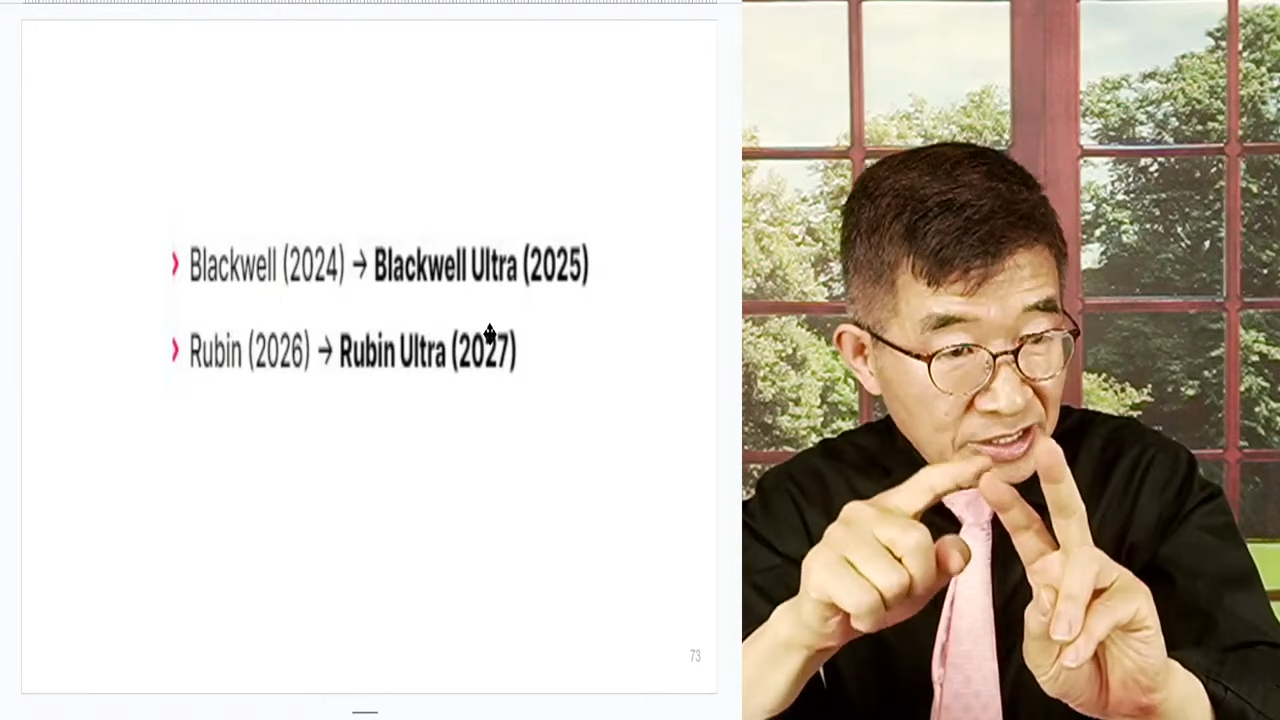 › Blackwell (2024) → Blackwell Ultra (2025)
› Rubin (2026) → Rubin Ultra (2027)
73